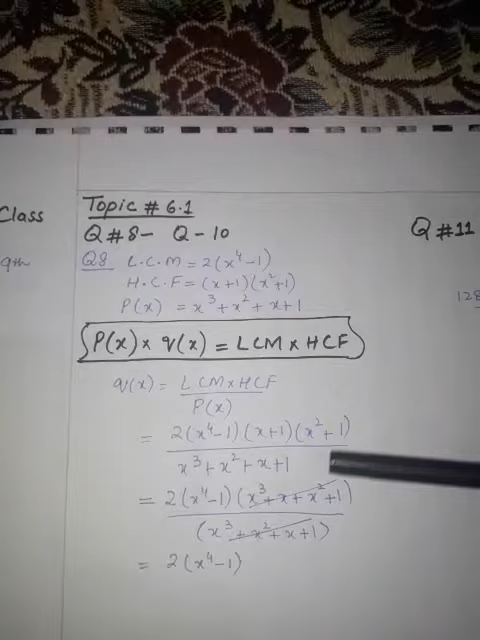 Class
9th
Topic # 6.1
Q#8- Q-10
Q#11
Q8 L.C.M = 2(x⁴-1)
H.C.F = (x+1)(x²+1)
P(x) = x³+x²+x+1
128
P(x) x q(x) = LCM x HCF
q(x) = LCM x HCF
P(x)
= 2(x⁴-1)(x+1)(x²+1)
x³+x²+x+1
= 2(x⁴-1)(x³+x+x²+1)
(x³+x²+x+1)
= 2(x⁴-1)